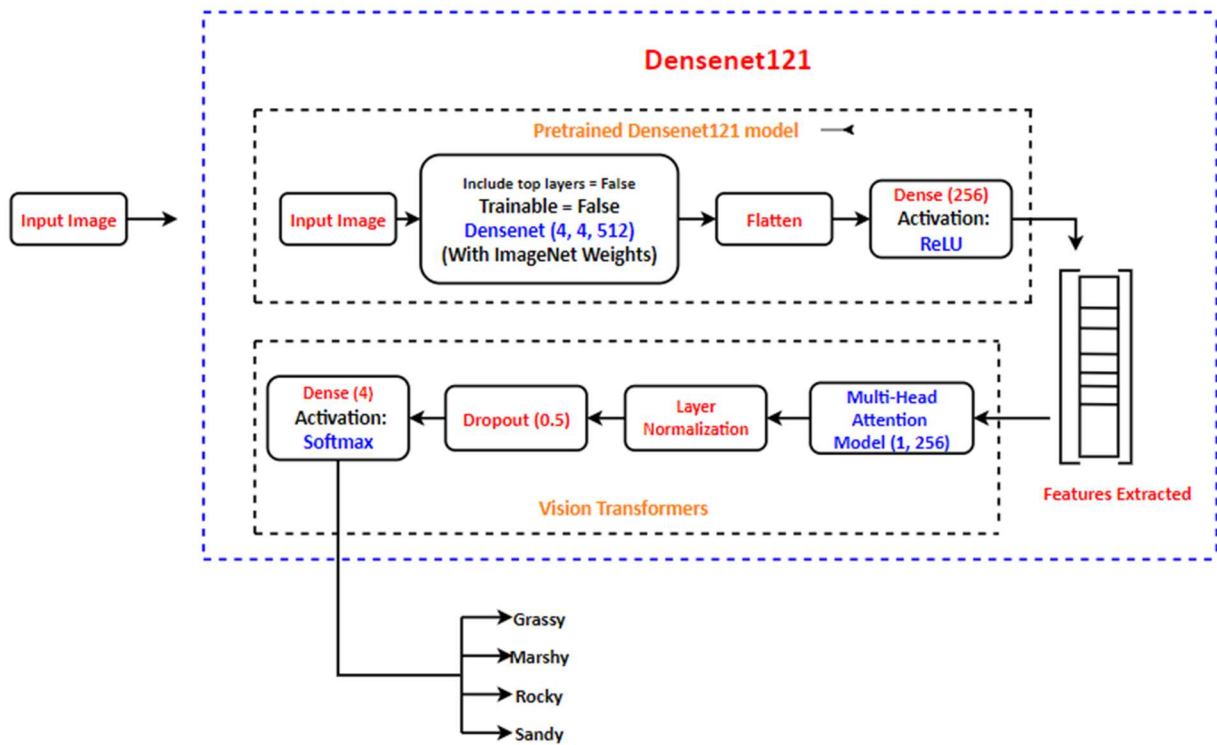 Densenet121
Pretrained Densenet121 model
Input Image
Input Image
Include top layers = False
Trainable = False
Densenet (4, 4, 512)
(With ImageNet Weights)
Flatten
Dense (256)
Activation:
ReLU
Features Extracted
Multi-Head
Attention
Model (1, 256)
Layer
Normalization
Dropout (0.5)
Dense (4)
Activation:
Softmax
Vision Transformers
Grassy
Marshy
Rocky
Sandy